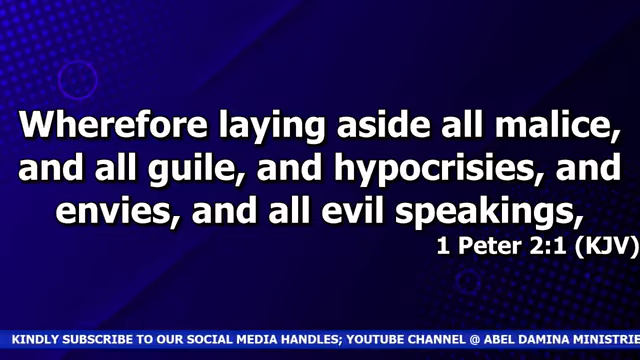 Wherefore laying aside all malice,
and all guile, and hypocrisies, and
envies, and all evil speakings,
1 Peter 2:1 (KJV)
KINDLY SUBSCRIBE TO OUR SOCIAL MEDIA HANDLES; YOUTUBE CHANNEL @ ABEL DAMINA MINISTRIE